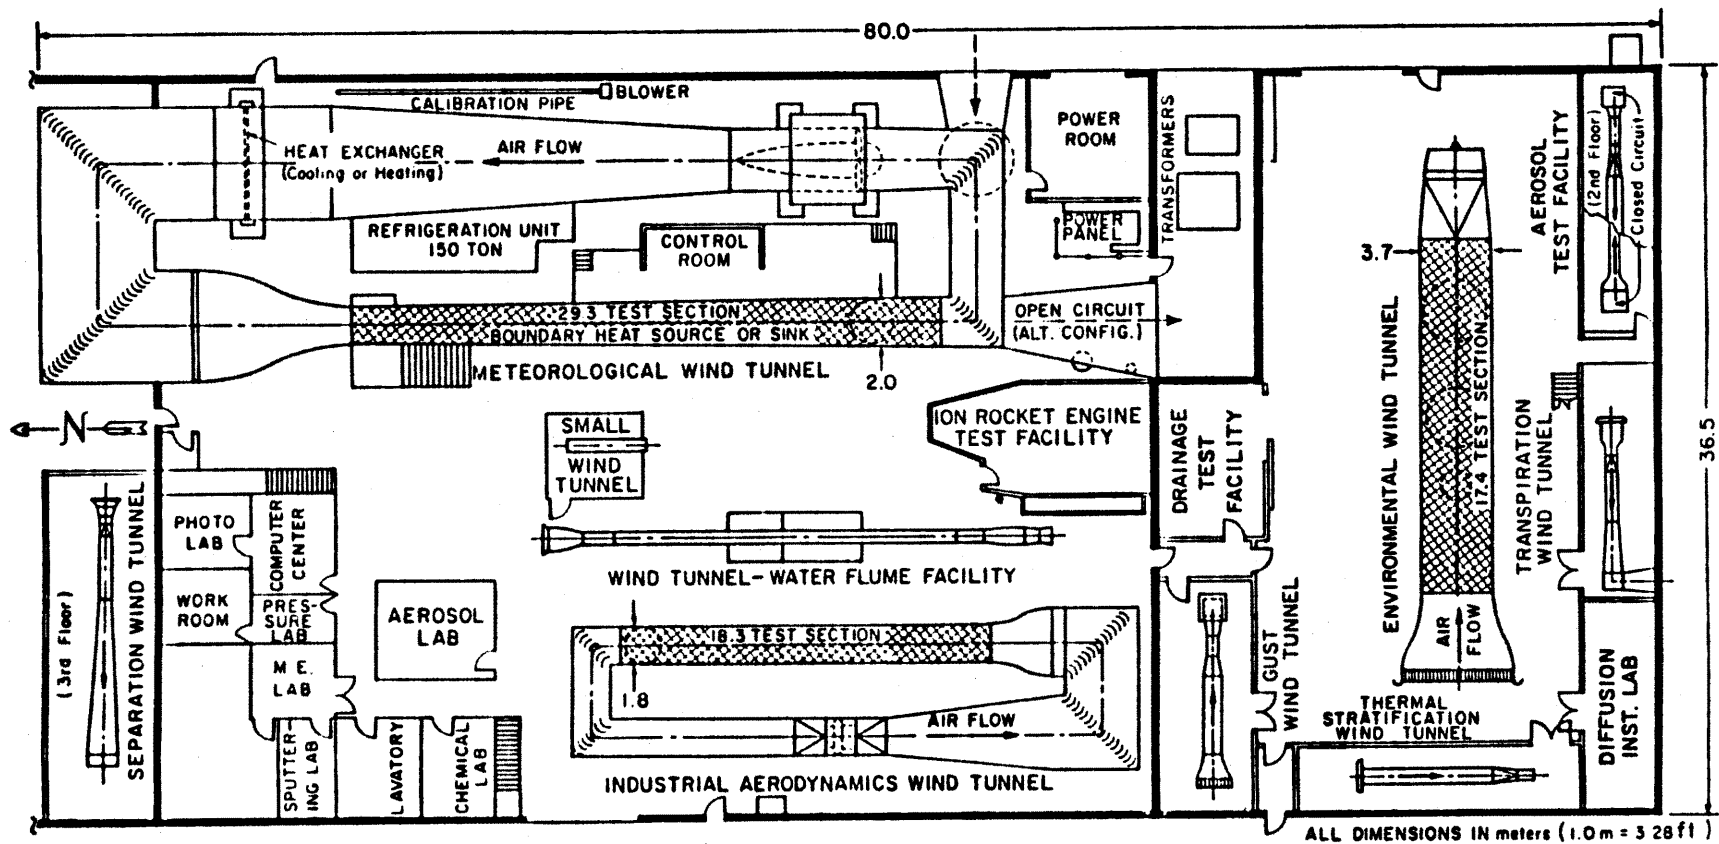 80.0
CALIBRATION PIPE
BLOWER
HEAT EXCHANGER
(Cooling or Heating)
AIR FLOW
POWER
ROOM
TRANSFORMERS
AEROSOL
TEST FACILITY
(2nd Floor)
Closed Circuit
REFRIGERATION UNIT
150 TON
CONTROL
ROOM
POWER
PANEL
3.7
29.3 TEST SECTION
BOUNDARY HEAT SOURCE OR SINK
OPEN CIRCUIT
(ALT. CONFIG.)
METEOROLOGICAL WIND TUNNEL
2.0
ENVIRONMENTAL WIND TUNNEL
17.4 TEST SECTION
AIR
FLOW
36.5
N
SMALL
WIND
TUNNEL
ION ROCKET ENGINE
TEST FACILITY
DRAINAGE
TEST
FACILITY
TRANSPIRATION
WIND TUNNEL
(3rd Floor)
SEPARATION WIND TUNNEL
PHOTO
LAB
COMPUTER
CENTER
WIND TUNNEL-WATER FLUME FACILITY
WORK
ROOM
PRES-
SURE
LAB
AEROSOL
LAB
M.E.
LAB
18.3 TEST SECTION
1.8
AIR FLOW
GUST
WIND TUNNEL
THERMAL
STRATIFICATION
WIND TUNNEL
DIFFUSION
INST. LAB
SPUTTER-
ING LAB
LAVATORY
CHEMICAL
LAB
INDUSTRIAL AERODYNAMICS WIND TUNNEL
ALL DIMENSIONS IN meters (1.0 m = 3 28 ft )